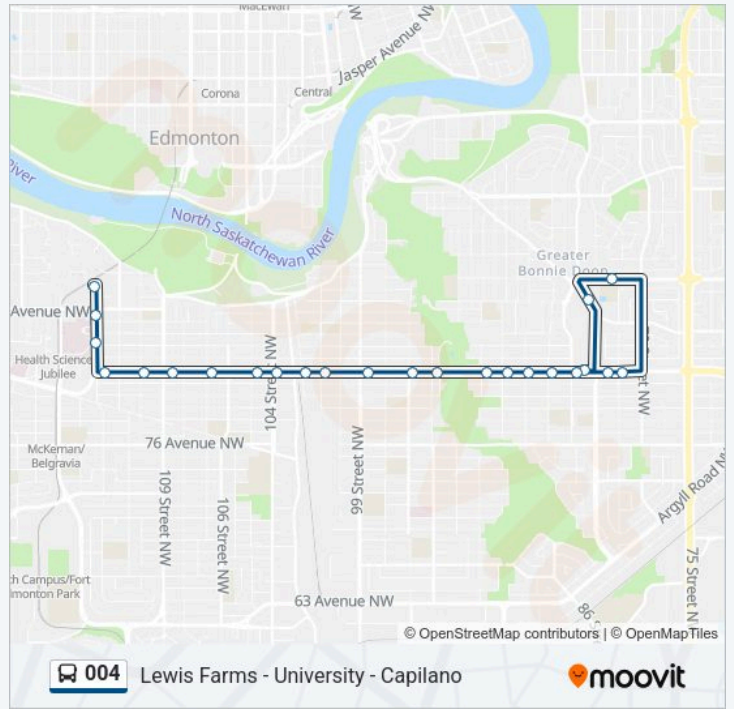 MacEwan
Jasper Avenue NW
NW
Corona
Central
Edmonton
River
North Saskatchewan River
Greater
Bonnie Doon
Avenue NW
104 Street NW
Health Science
Jubilee
et NW
McKernan/
Belgravia
76 Avenue NW
109 Street NW
106 Street NW
99 Street NW
Argyll Road NW
h Campus/Fort
monton Park
63 Avenue NW
86 S
75 Street N
© OpenStreetMap contributors | © OpenMapTiles
004 Lewis Farms - University - Capilano
moovit